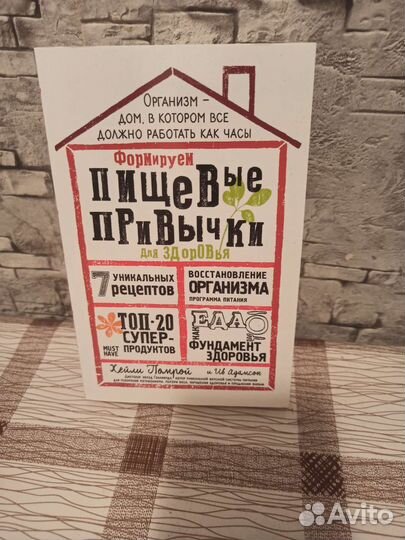 Организм –
дом, в котором все
должно работать как часы
Формируем
пищевые
привычки
для здоровья
7 уникальных
рецептов
восстановление
организма
программа питания
топ-20
супер-
must have
продуктов
как еда
фундамент
здоровья
Хейли Помрой и Ив Адамсон
Avito